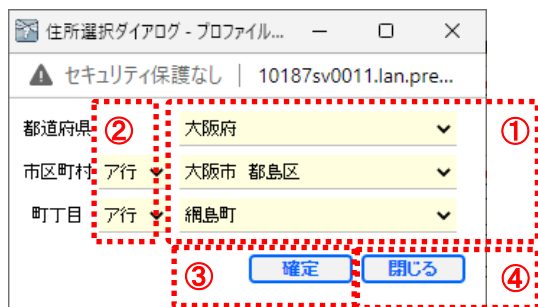 住所選択ダイアログ - プロファイル...
セキュリティ保護なし | 10187sv0011.lan.pre...
都道府県 ② 大阪府 ①
市区町村 ア行 大阪市 都島区
町丁目 ア行 網島町
③ 確定 閉じる ④